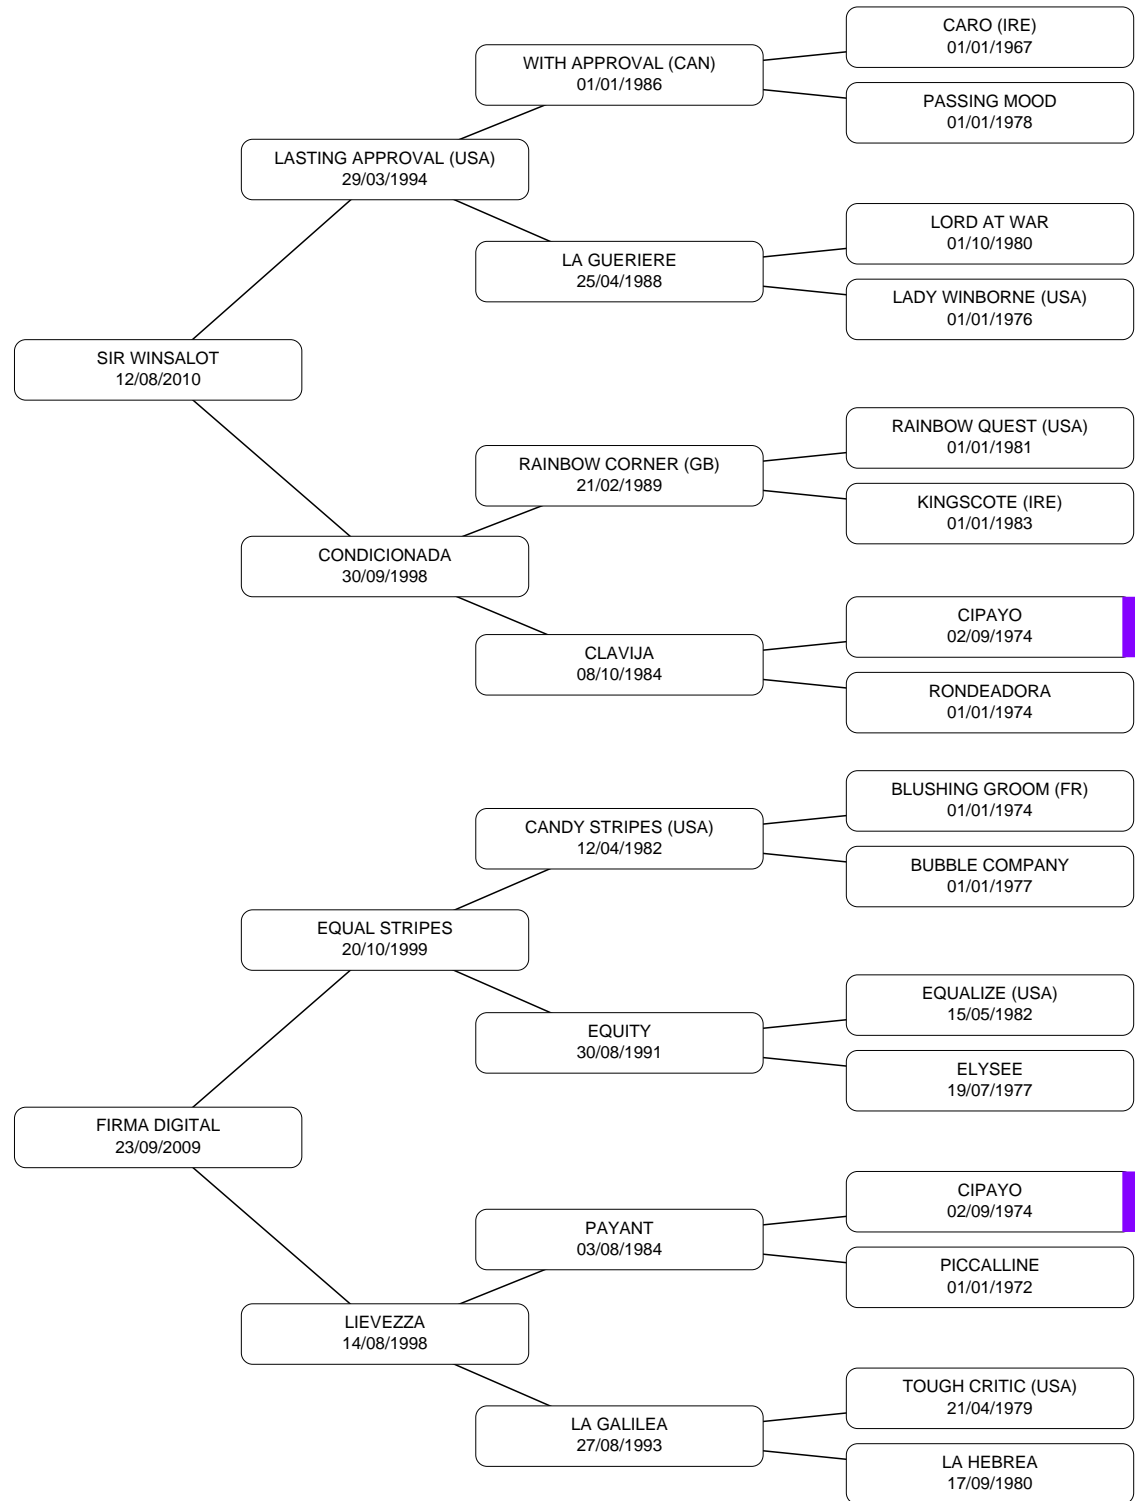 CARO (IRE)
01/01/1967
WITH APPROVAL (CAN)
01/01/1986
PASSING MOOD
01/01/1978
LASTING APPROVAL (USA)
29/03/1994
LORD AT WAR
01/10/1980
LA GUERIERE
25/04/1988
LADY WINBORNE (USA)
01/01/1976
SIR WINSALOT
12/08/2010
RAINBOW QUEST (USA)
01/01/1981
RAINBOW CORNER (GB)
21/02/1989
KINGSCOTE (IRE)
01/01/1983
CONDICIONADA
30/09/1998
CIPAYO
02/09/1974
CLAVIJA
08/10/1984
RONDEADORA
01/01/1974
BLUSHING GROOM (FR)
01/01/1974
CANDY STRIPES (USA)
12/04/1982
BUBBLE COMPANY
01/01/1977
EQUAL STRIPES
20/10/1999
EQUALIZE (USA)
15/05/1982
EQUITY
30/08/1991
ELYSEE
19/07/1977
FIRMA DIGITAL
23/09/2009
CIPAYO
02/09/1974
PAYANT
03/08/1984
PICCALLINE
01/01/1972
LIEVEZZA
14/08/1998
TOUGH CRITIC (USA)
21/04/1979
LA GALILEA
27/08/1993
LA HEBREA
17/09/1980